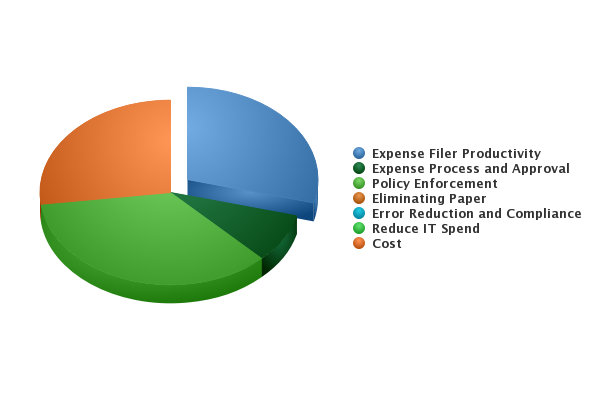 Expense Filer Productivity
Expense Process and Approval
Policy Enforcement
Eliminating Paper
Error Reduction and Compliance
Reduce IT Spend
Cost